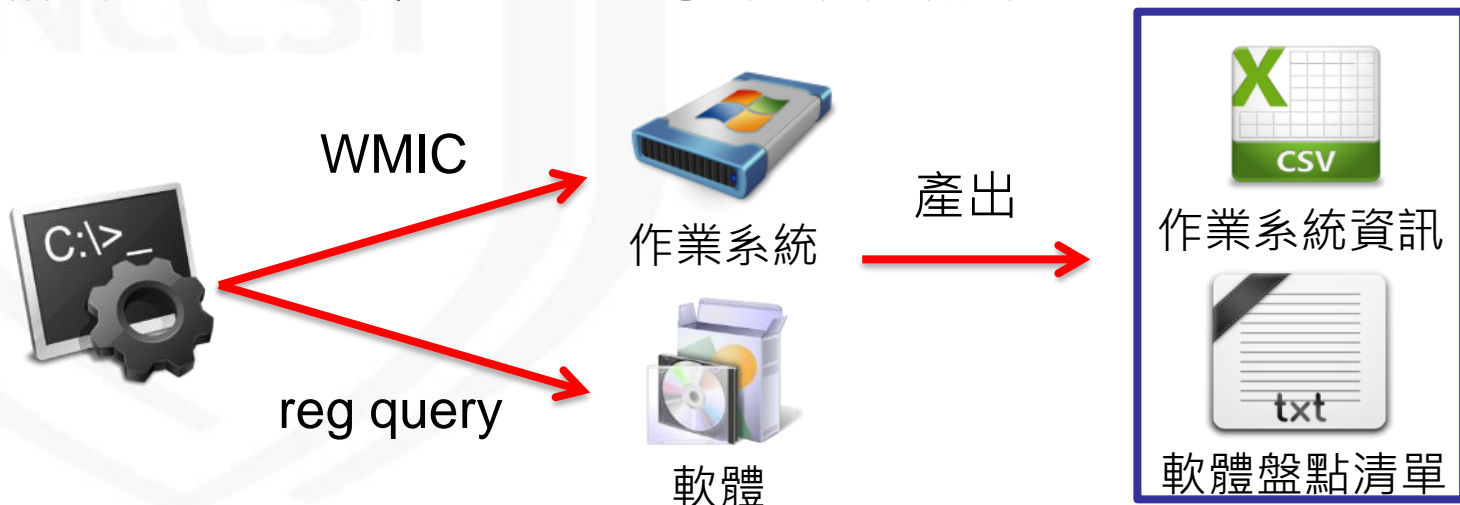 NCCST
WMIC
C:\>_
作業系統
產出
CSV
作業系統資訊
reg query
軟體
txt
軟體盤點清單